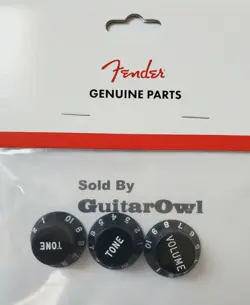 Fender
GENUINE PARTS
Sold By
GuitarOwl
TONE
TONE
VOLUME